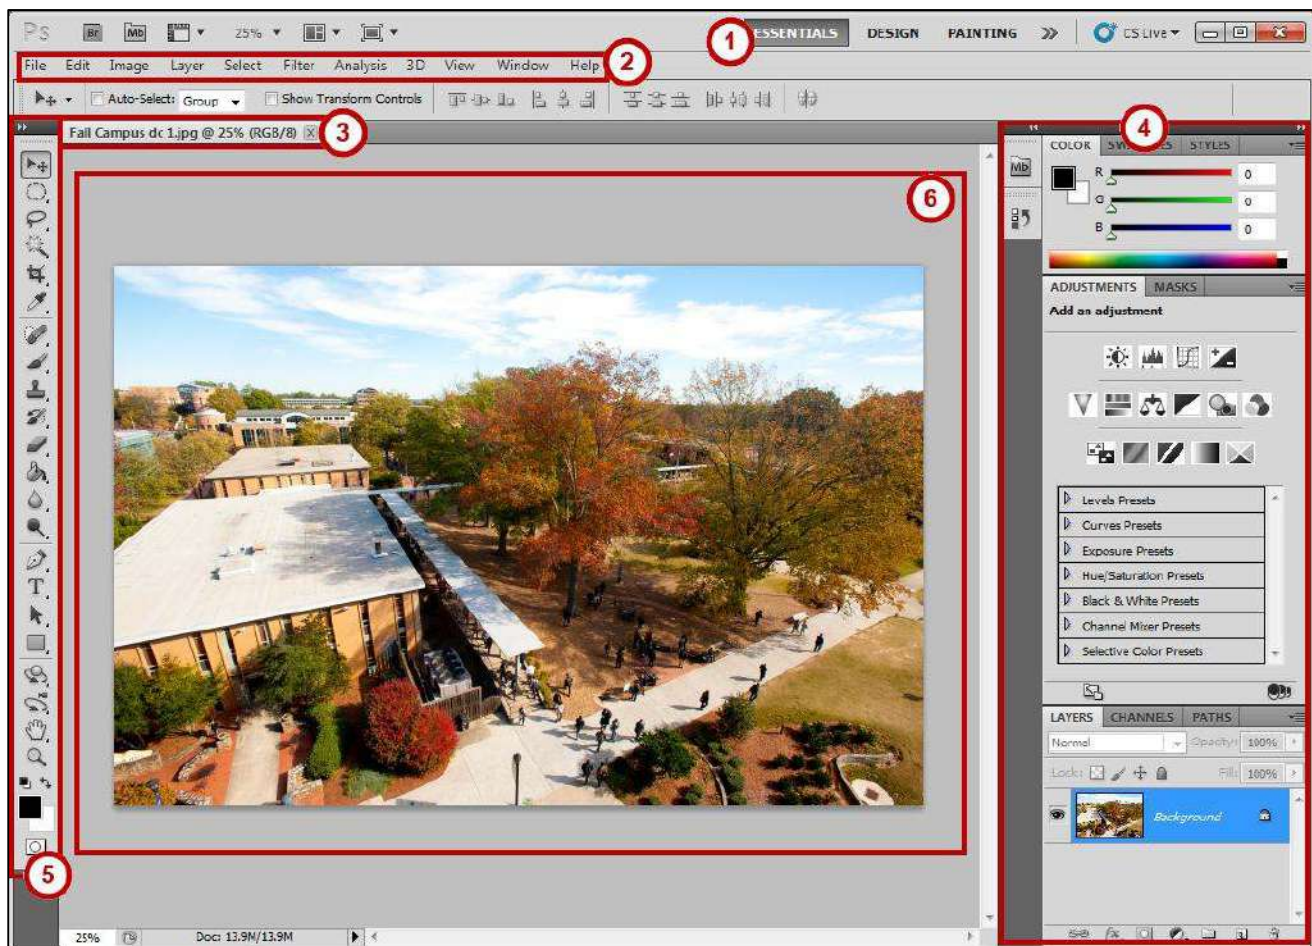 Ps Br Mb 25% ESSENTIALS DESIGN PAINTING CS Live
1
File Edit Image Layer Select Filter Analysis 3D View Window Help
2
Auto-Select: Group Show Transform Controls
Fall Campus dc 1.jpg @ 25% (RGB/8)
3
4
COLOR STYLES
Mb
R 0
G 0
B 0
6
ADJUSTMENTS MASKS
Add an adjustment
Levels Presets
Curves Presets
Exposure Presets
Hue/Saturation Presets
Black & White Presets
Channel Mixer Presets
Selective Color Presets
T
LAYERS CHANNELS PATHS
Normal Opacity: 100%
Lock: Fill: 100%
Background
5
25% Doc: 13.9M/13.9M
fx